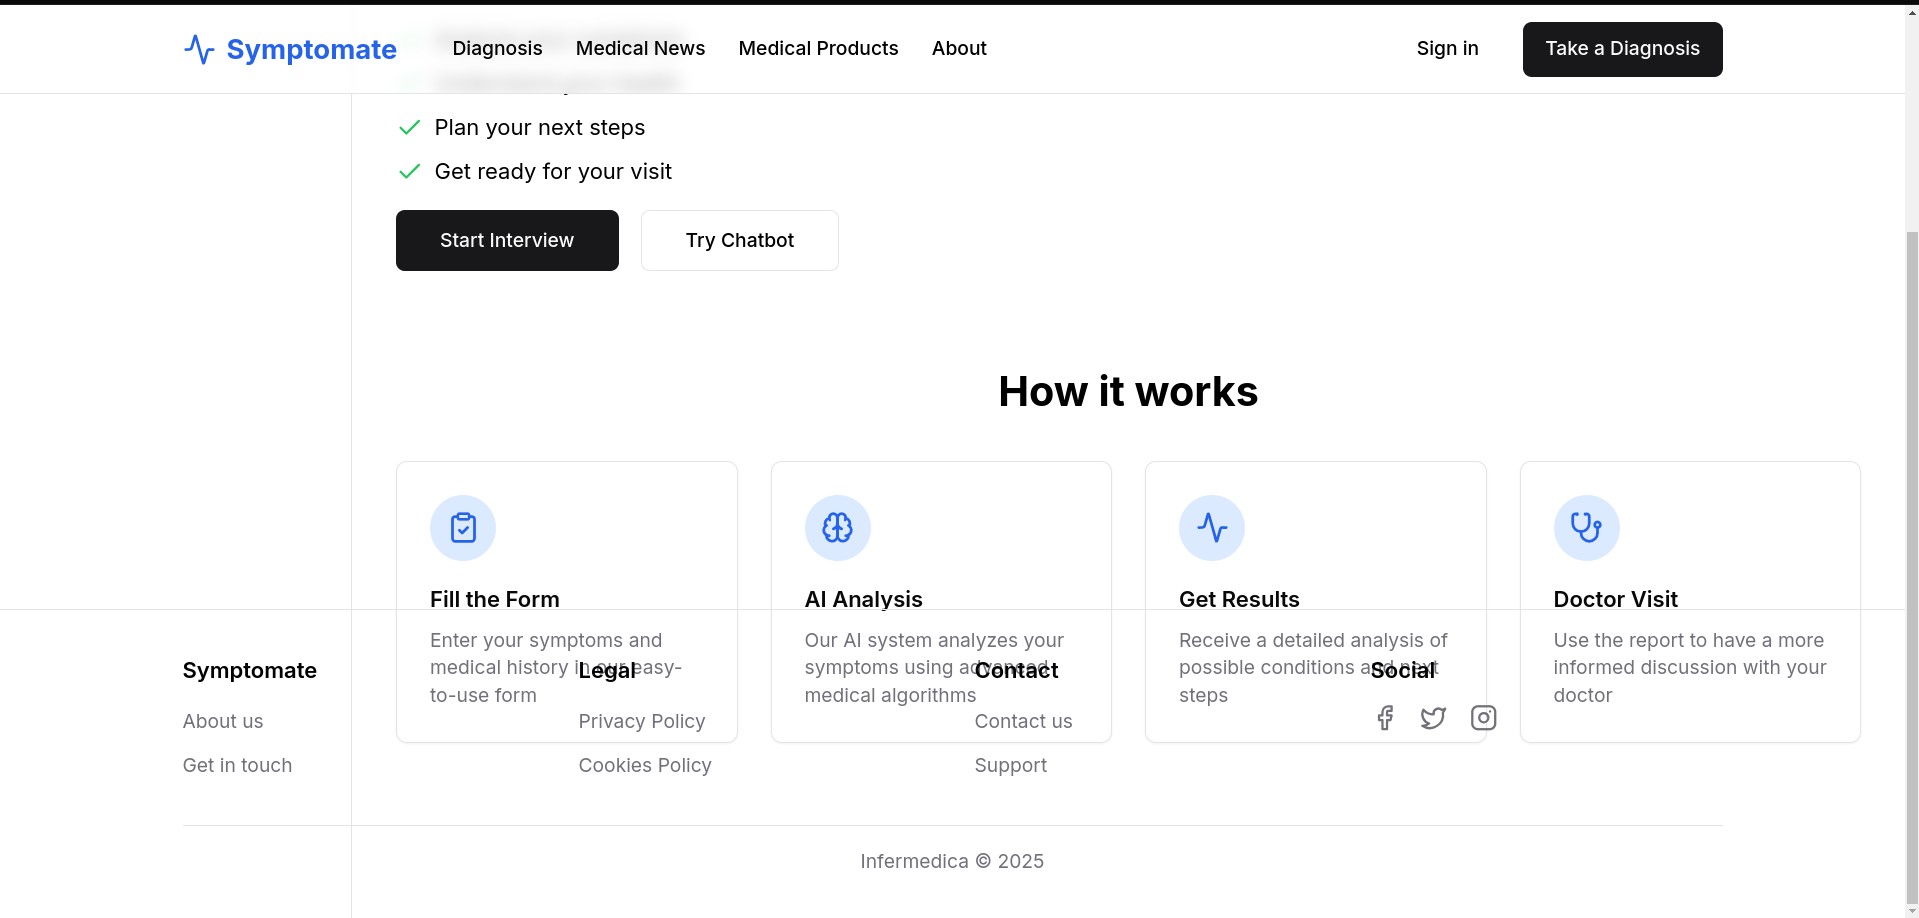 Symptomate
Diagnosis
Medical News
Medical Products
About
Sign in
Take a Diagnosis
Plan your next steps
Get ready for your visit
Start Interview
Try Chatbot
How it works
Fill the Form
Enter your symptoms and
medical history in our easy-
to-use form
AI Analysis
Our AI system analyzes your
symptoms using advanced
medical algorithms
Get Results
Receive a detailed analysis of
possible conditions and next
steps
Doctor Visit
Use the report to have a more
informed discussion with your
doctor
Symptomate
About us
Get in touch
Legal
Privacy Policy
Cookies Policy
Contact
Contact us
Support
Social
Infermedica © 2025